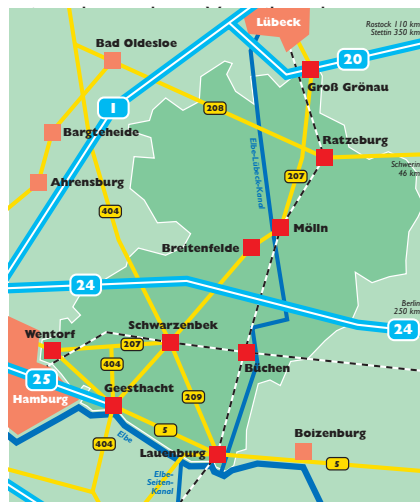 Lübeck
Rostock 110 km
Stettin 350 km
Bad Oldesloe
20
Groß Grönau
1
208
Bargteheide
Ratzeburg
Schwerin
46 km
207
Ahrensburg
Elbe-Lübeck-Kanal
404
Mölln
Breitenfelde
24
Berlin
250 km
Schwarzenbek
24
Wentorf
207
404
Büchen
25
Geesthacht
Hamburg
209
5
Boizenburg
404
Elbe
Lauenburg
5
Elbe-
Seiten-
Kanal